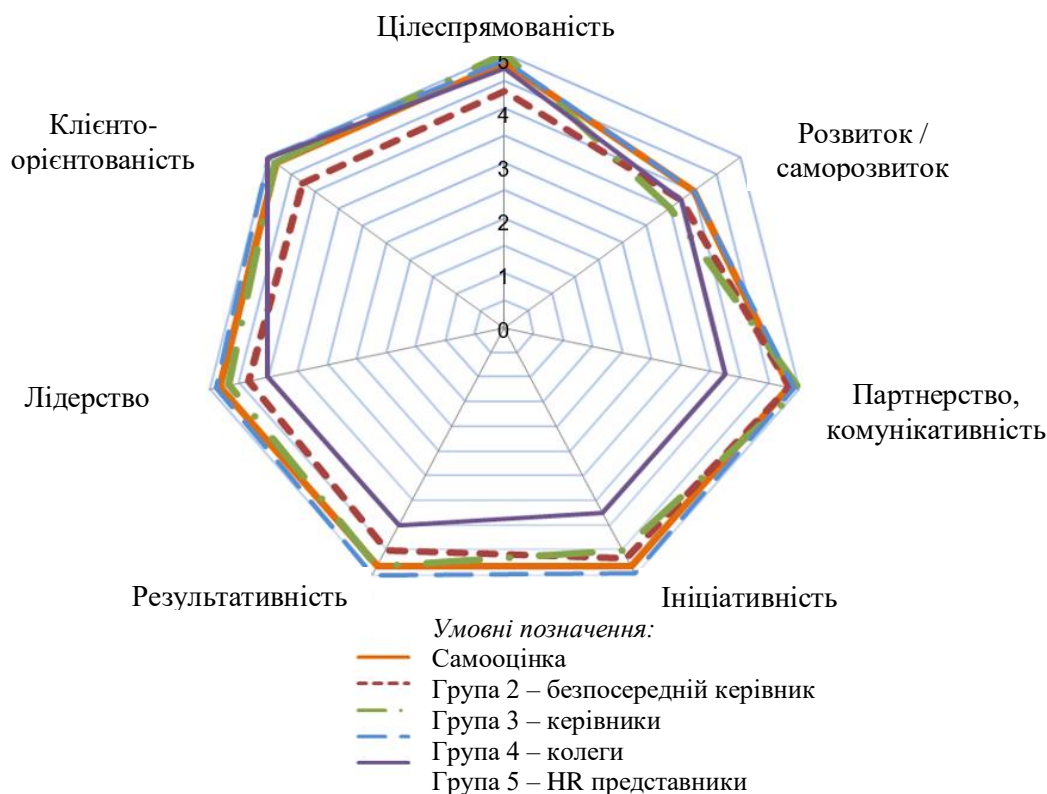 Цілеспрямованість
5
Клієнто-
орієнтованість
4
Розвиток /
саморозвиток
3
2
1
0
Лідерство
Партнерство,
комунікативність
Результативність
Ініціативність
Умовні позначення:
Самооцінка
Група 2 – безпосередній керівник
Група 3 – керівники
Група 4 – колеги
Група 5 – HR представники